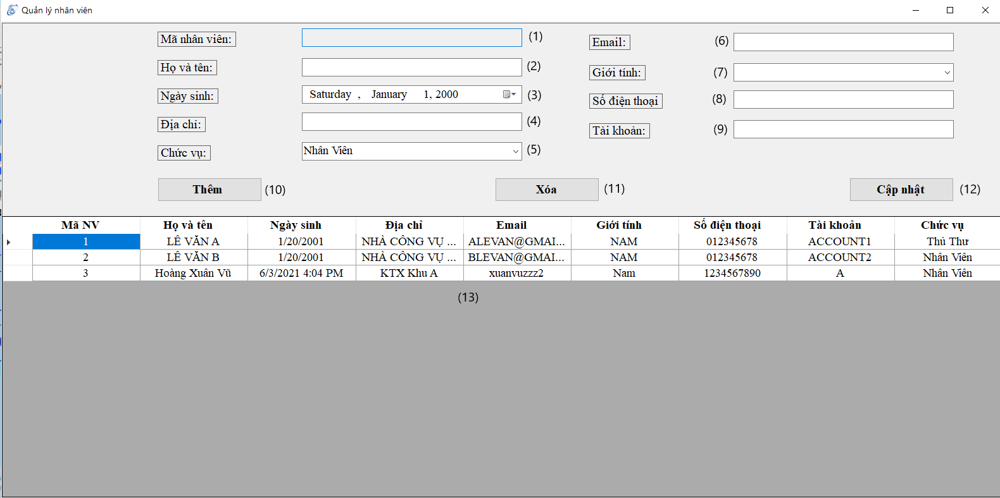 Quản lý nhân viên
Mã nhân viên: (1)
Họ và tên: (2)
Ngày sinh: Saturday , January 1, 2000 (3)
Địa chỉ: (4)
Chức vụ: Nhân Viên (5)
Email: (6)
Giới tính: (7)
Số điện thoại (8)
Tài khoản: (9)
Thêm (10) Xóa (11) Cập nhật (12)
Mã NV Họ và tên Ngày sinh Địa chỉ Email Giới tính Số điện thoại Tài khoản Chức vụ
1 LÊ VĂN A 1/20/2001 NHÀ CÔNG VỤ ... ALEVAN@GMAI... NAM 012345678 ACCOUNT1 Thủ Thư
2 LÊ VĂN B 1/20/2001 NHÀ CÔNG VỤ ... BLEVAN@GMAI... NAM 012345678 ACCOUNT2 Nhân Viên
3 Hoàng Xuân Vũ 6/3/2021 4:04 PM KTX Khu A xuanvuzzz2 Nam 1234567890 A Nhân Viên
(13)